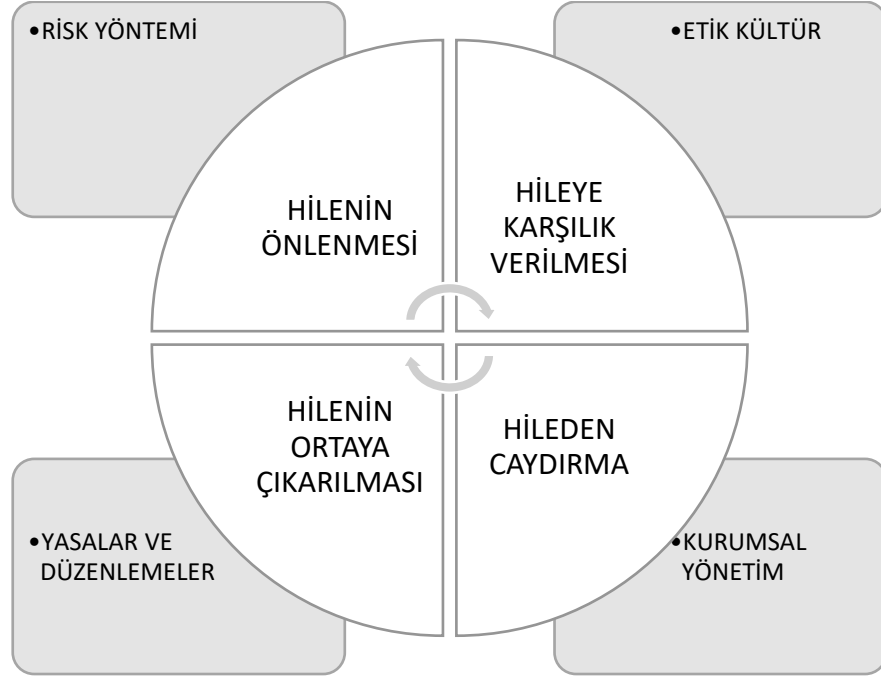 •RİSK YÖNTEMİ
•ETİK KÜLTÜR
HİLENİN
ÖNLENMESİ
HİLEYE
KARŞILIK
VERİLMESİ
HİLENİN
ORTAYA
ÇIKARILMASI
HİLEDEN
CAYDIRMA
•YASALAR VE
DÜZENLEMELER
•KURUMSAL
YÖNETİM